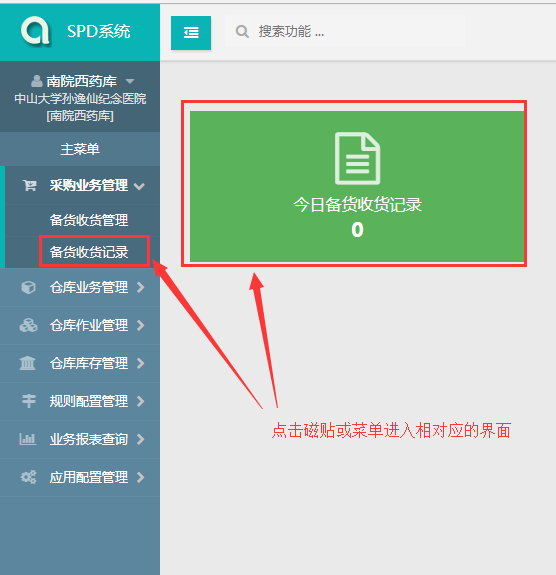 SPD系统
搜索功能 ...
南院西药库
中山大学孙逸仙纪念医院
[南院西药库]
主菜单
采购业务管理
备货收货管理
备货收货记录
仓库业务管理
仓库作业管理
仓库库存管理
规则配置管理
业务报表查询
应用配置管理
今日备货收货记录
0
点击磁贴或菜单进入相对应的界面